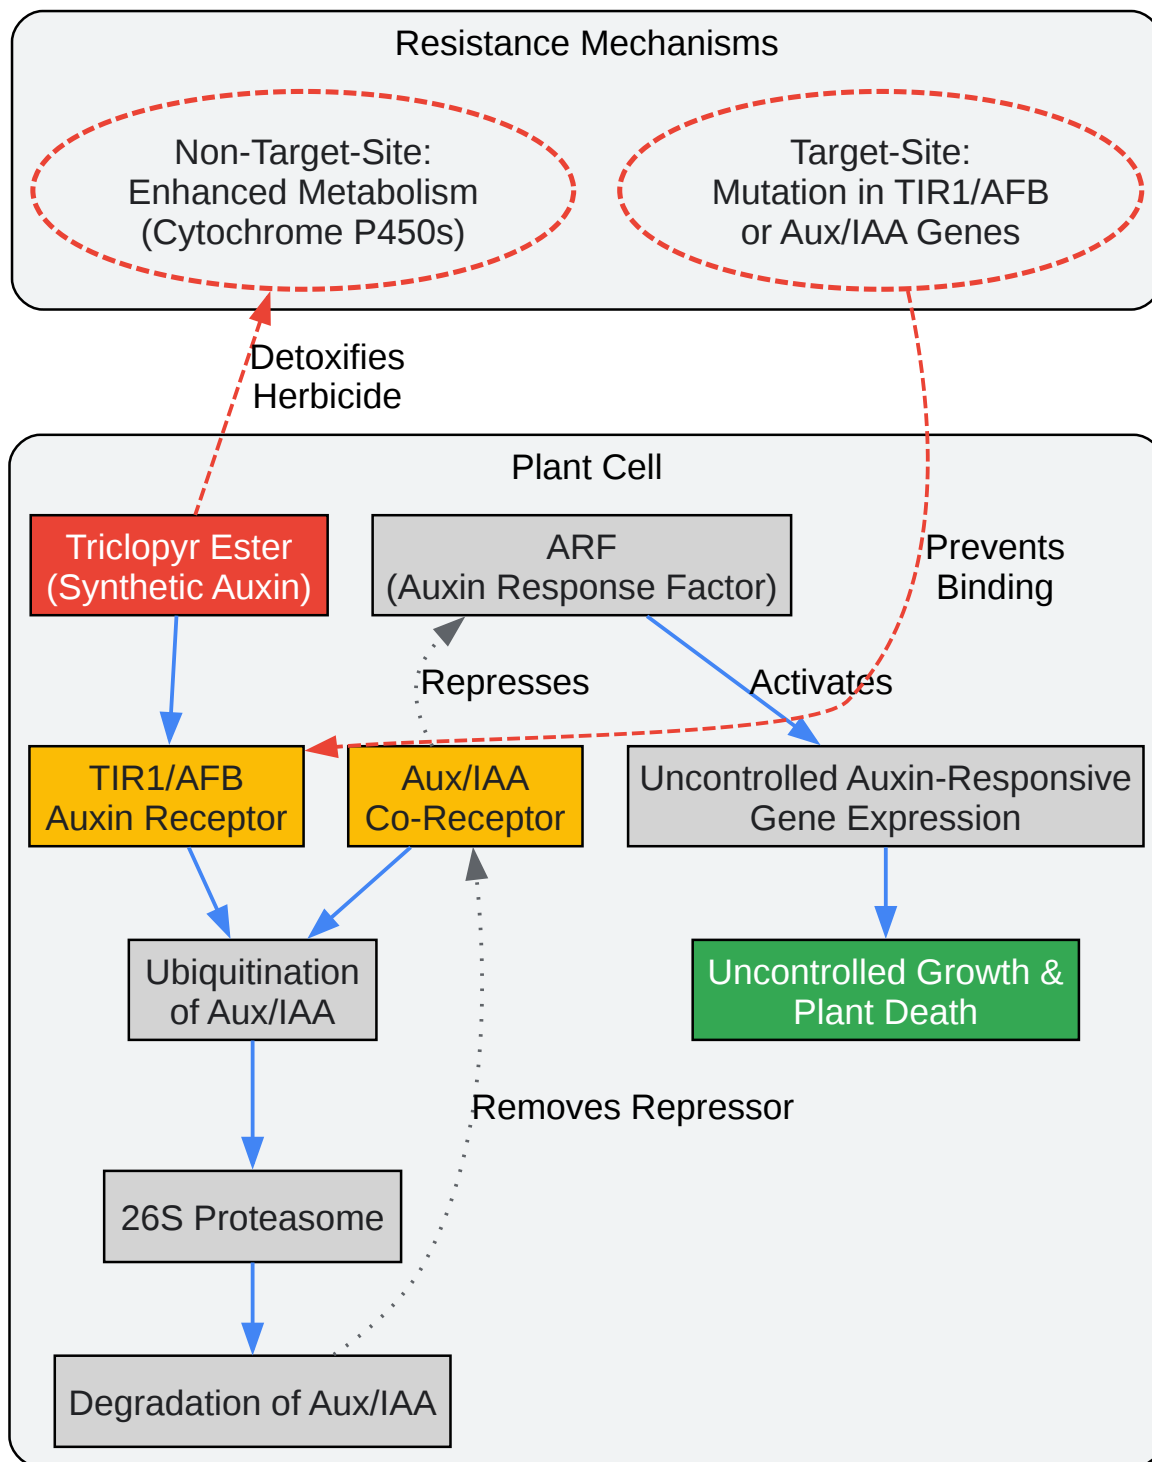 Resistance Mechanisms
Non-Target-Site:
Enhanced Metabolism
(Cytochrome P450s)
Target-Site:
Mutation in TIR1/AFB
or Aux/IAA Genes
Detoxifies
Herbicide
Plant Cell
Triclopyr Ester
(Synthetic Auxin)
ARF
(Auxin Response Factor)
Prevents
Binding
Represses
Activates
TIR1/AFB
Auxin Receptor
Aux/IAA
Co-Receptor
Uncontrolled Auxin-Responsive
Gene Expression
Ubiquitination
of Aux/IAA
Uncontrolled Growth &
Plant Death
Removes Repressor
26S Proteasome
Degradation of Aux/IAA